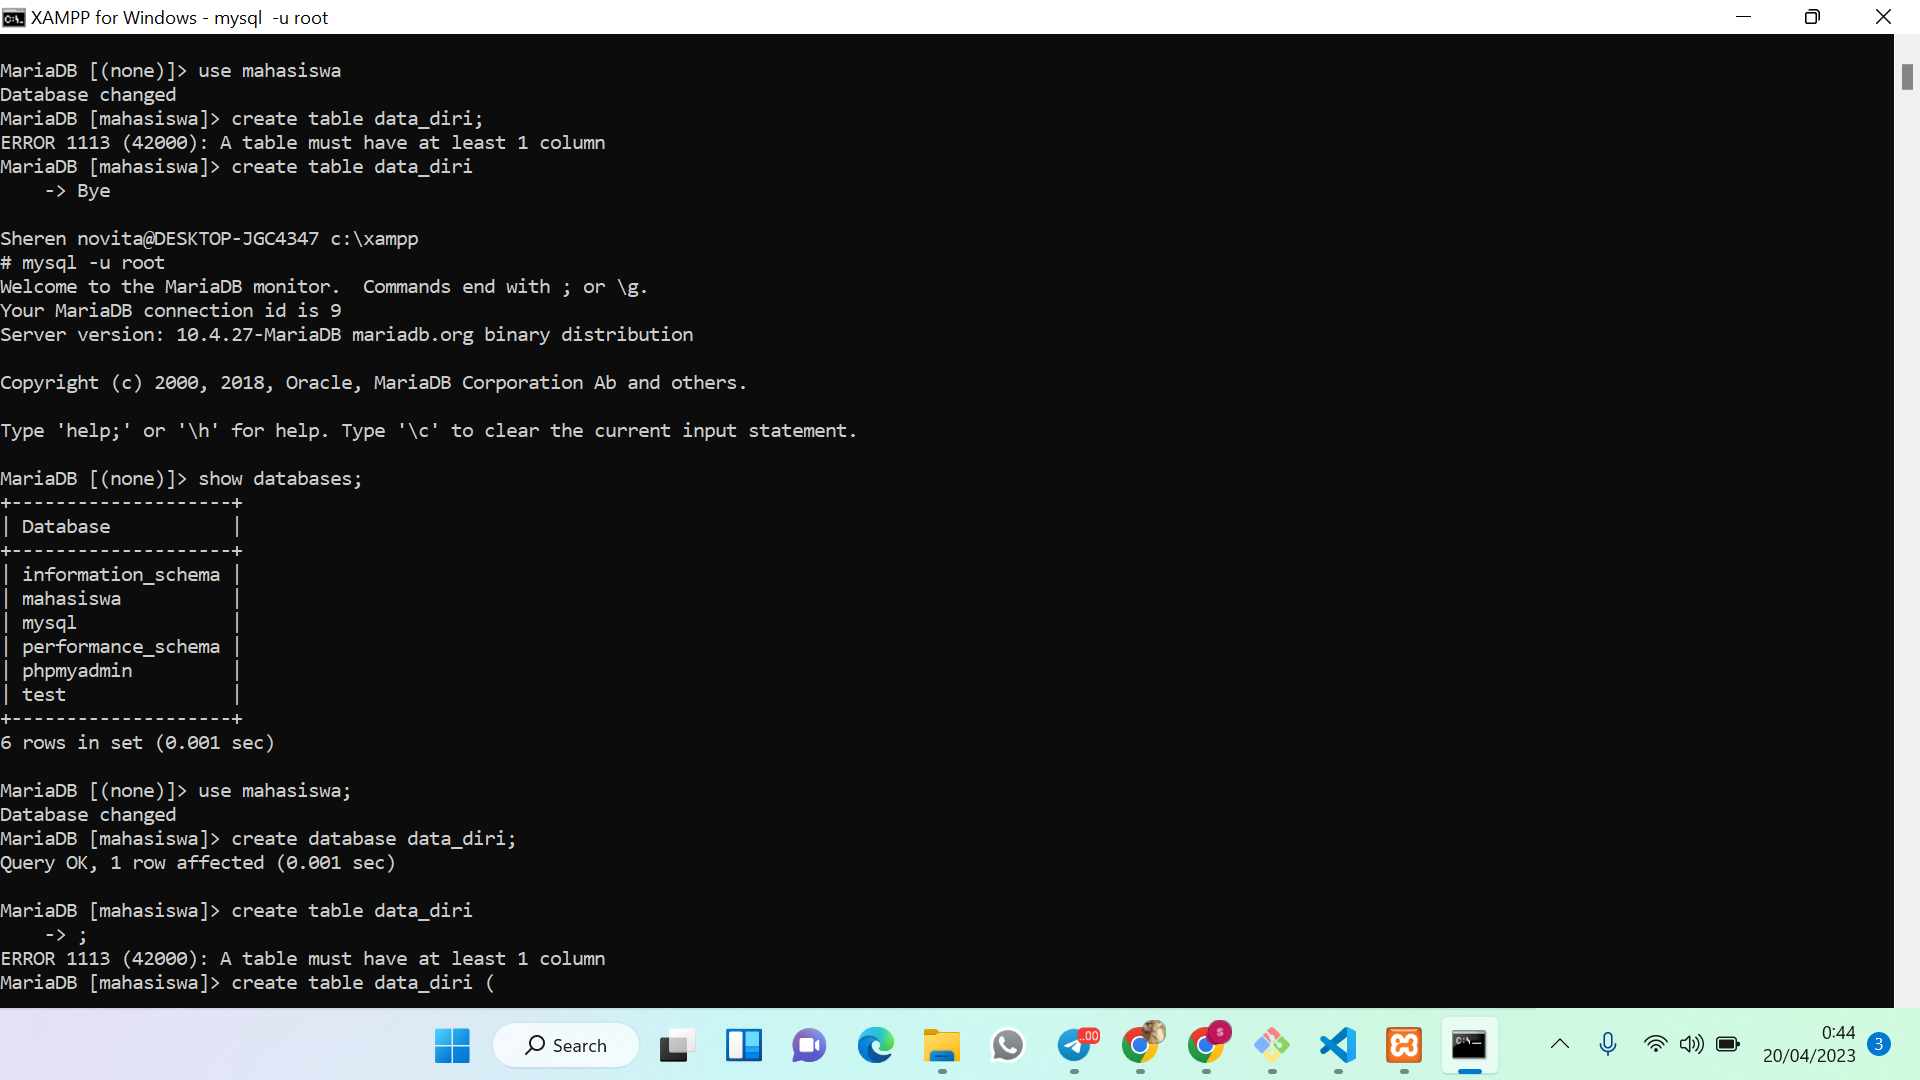 XAMPP for Windows - mysql  -u root
MariaDB [(none)]> use mahasiswa
Database changed
MariaDB [mahasiswa]> create table data_diri;
ERROR 1113 (42000): A table must have at least 1 column
MariaDB [mahasiswa]> create table data_diri
    -> Bye
Sheren novita@DESKTOP-JGC4347 c:\xampp
# mysql -u root
Welcome to the MariaDB monitor.  Commands end with ; or \g.
Your MariaDB connection id is 9
Server version: 10.4.27-MariaDB mariadb.org binary distribution
Copyright (c) 2000, 2018, Oracle, MariaDB Corporation Ab and others.
Type 'help;' or '\h' for help. Type '\c' to clear the current input statement.
MariaDB [(none)]> show databases;
+--------------------+
| Database           |
+--------------------+
| information_schema |
| mahasiswa          |
| mysql              |
| performance_schema |
| phpmyadmin         |
| test               |
+--------------------+
6 rows in set (0.001 sec)
MariaDB [(none)]> use mahasiswa;
Database changed
MariaDB [mahasiswa]> create database data_diri;
Query OK, 1 row affected (0.001 sec)
MariaDB [mahasiswa]> create table data_diri
    -> ;
ERROR 1113 (42000): A table must have at least 1 column
MariaDB [mahasiswa]> create table data_diri (
Search
..00
S
0:44
20/04/2023
3